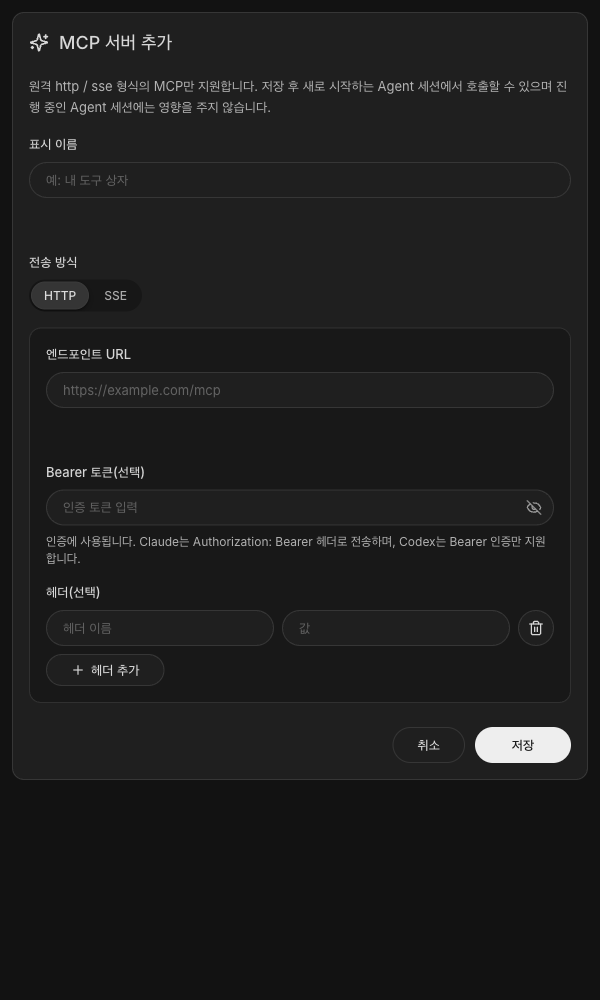 MCP 서버 추가
원격 http / sse 형식의 MCP만 지원합니다. 저장 후 새로 시작하는 Agent 세션에서 호출할 수 있으며 진
행 중인 Agent 세션에는 영향을 주지 않습니다.
표시 이름
예: 내 도구 상자
전송 방식
HTTP SSE
엔드포인트 URL
https://example.com/mcp
Bearer 토큰(선택)
인증 토큰 입력
인증에 사용됩니다. Claude는 Authorization: Bearer 헤더로 전송하며, Codex는 Bearer 인증만 지원
합니다.
헤더(선택)
헤더 이름 값
헤더 추가
취소 저장